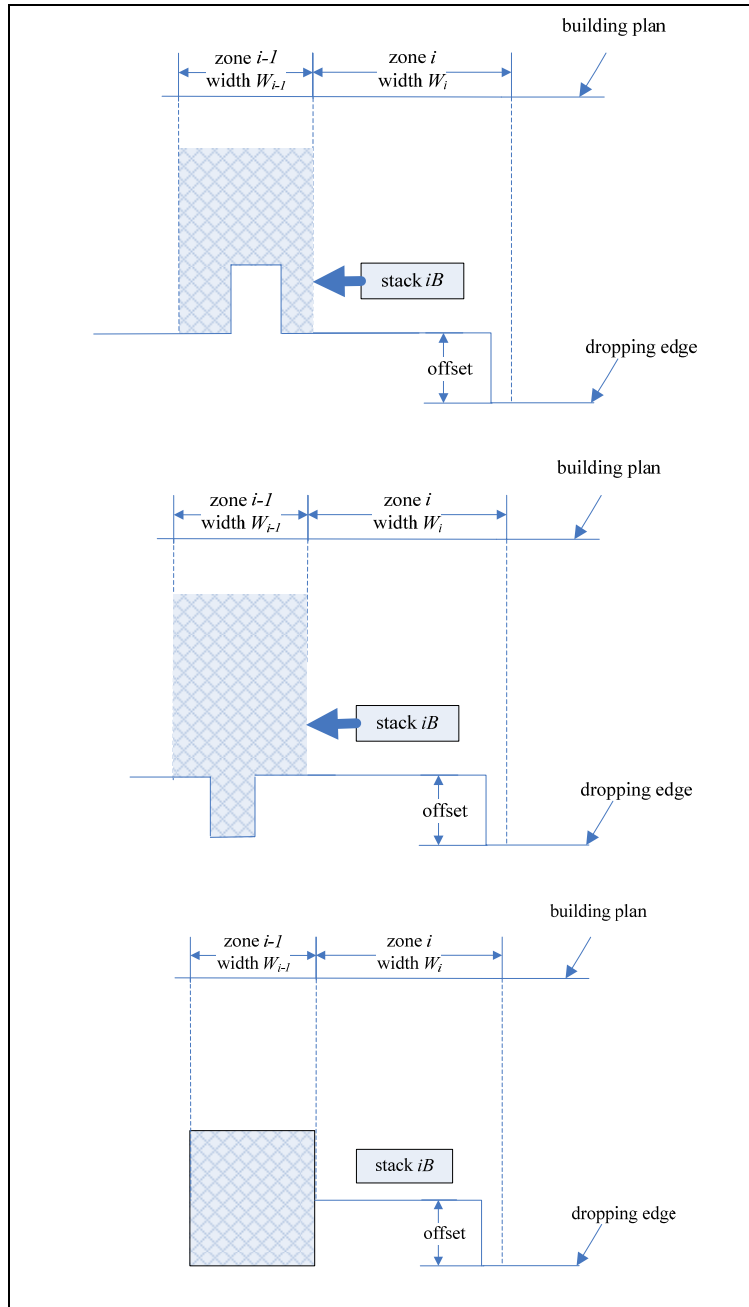 building plan
zone i-1
width Wi-1
zone i
width Wi
stack iB
dropping edge
offset
building plan
zone i-1
width Wi-1
zone i
width Wi
stack iB
dropping edge
offset
building plan
zone i-1
width Wi-1
zone i
width Wi
stack iB
dropping edge
offset